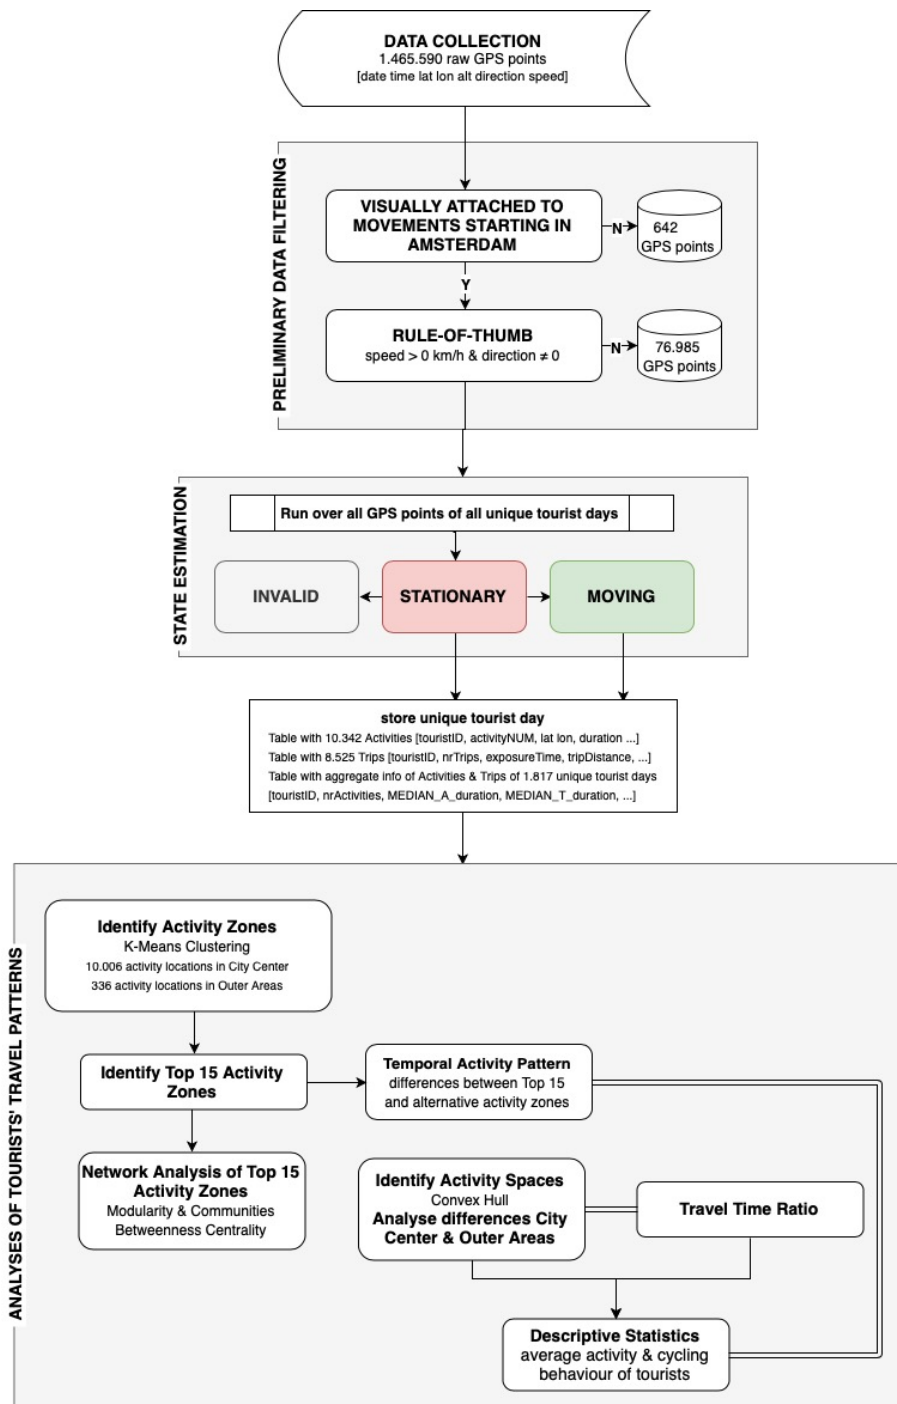 DATA COLLECTION
1.465.590 raw GPS points
[date time lat lon alt direction speed]
PRELIMINARY DATA FILTERING
VISUALLY ATTACHED TO
MOVEMENTS STARTING IN
AMSTERDAM
N
642
GPS points
Y
RULE-OF-THUMB
speed > 0 km/h & direction ≠ 0
N
76.985
GPS points
STATE ESTIMATION
Run over all GPS points of all unique tourist days
INVALID
STATIONARY
MOVING
store unique tourist day
Table with 10.342 Activities [touristID, activityNUM, lat lon, duration ...]
Table with 8.525 Trips [touristID, nrTrips, exposureTime, tripDistance, ...]
Table with aggregate info of Activities & Trips of 1.817 unique tourist days
[touristID, nrActivities, MEDIAN_A_duration, MEDIAN_T_duration, ...]
ANALYSES OF TOURISTS' TRAVEL PATTERNS
Identify Activity Zones
K-Means Clustering
10.006 activity locations in City Center
336 activity locations in Outer Areas
Identify Top 15 Activity
Zones
Temporal Activity Pattern
differences between Top 15
and alternative activity zones
Network Analysis of Top 15
Activity Zones
Modularity & Communities
Betweenness Centrality
Identify Activity Spaces
Convex Hull
Analyse differences City
Center & Outer Areas
Travel Time Ratio
Descriptive Statistics
average activity & cycling
behaviour of tourists